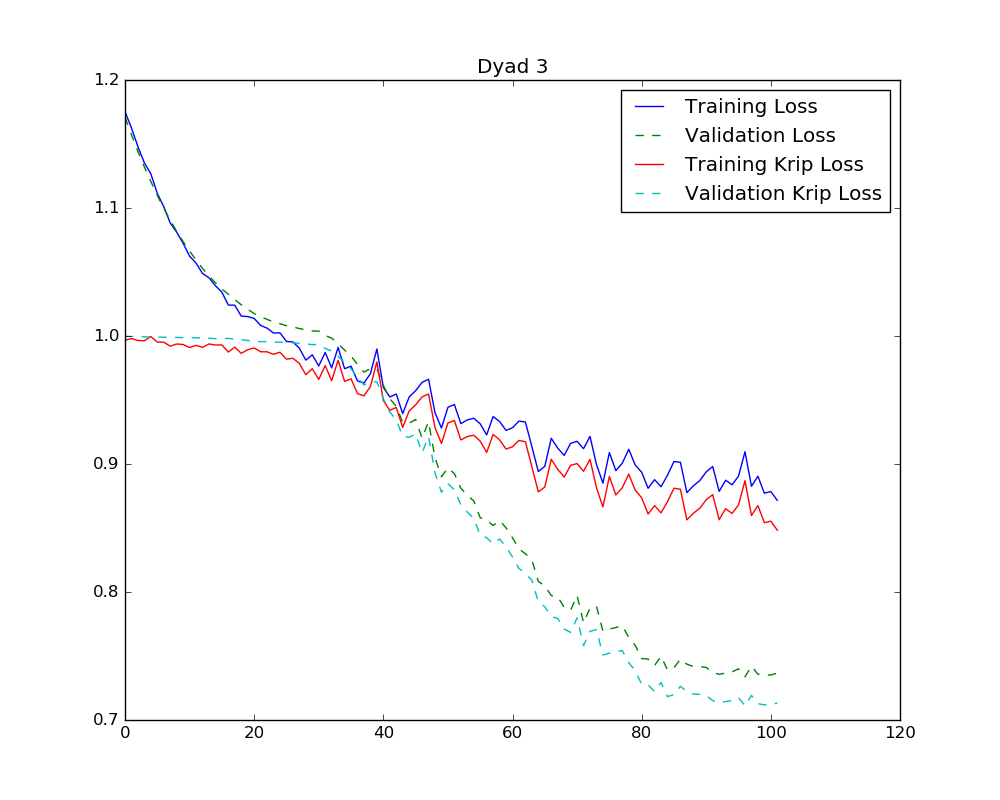 Dyad 3
1.2
1.1
1.0
0.9
0.8
0.7
0 20 40 60 80 100 120
Training Loss
Validation Loss
Training Krip Loss
Validation Krip Loss